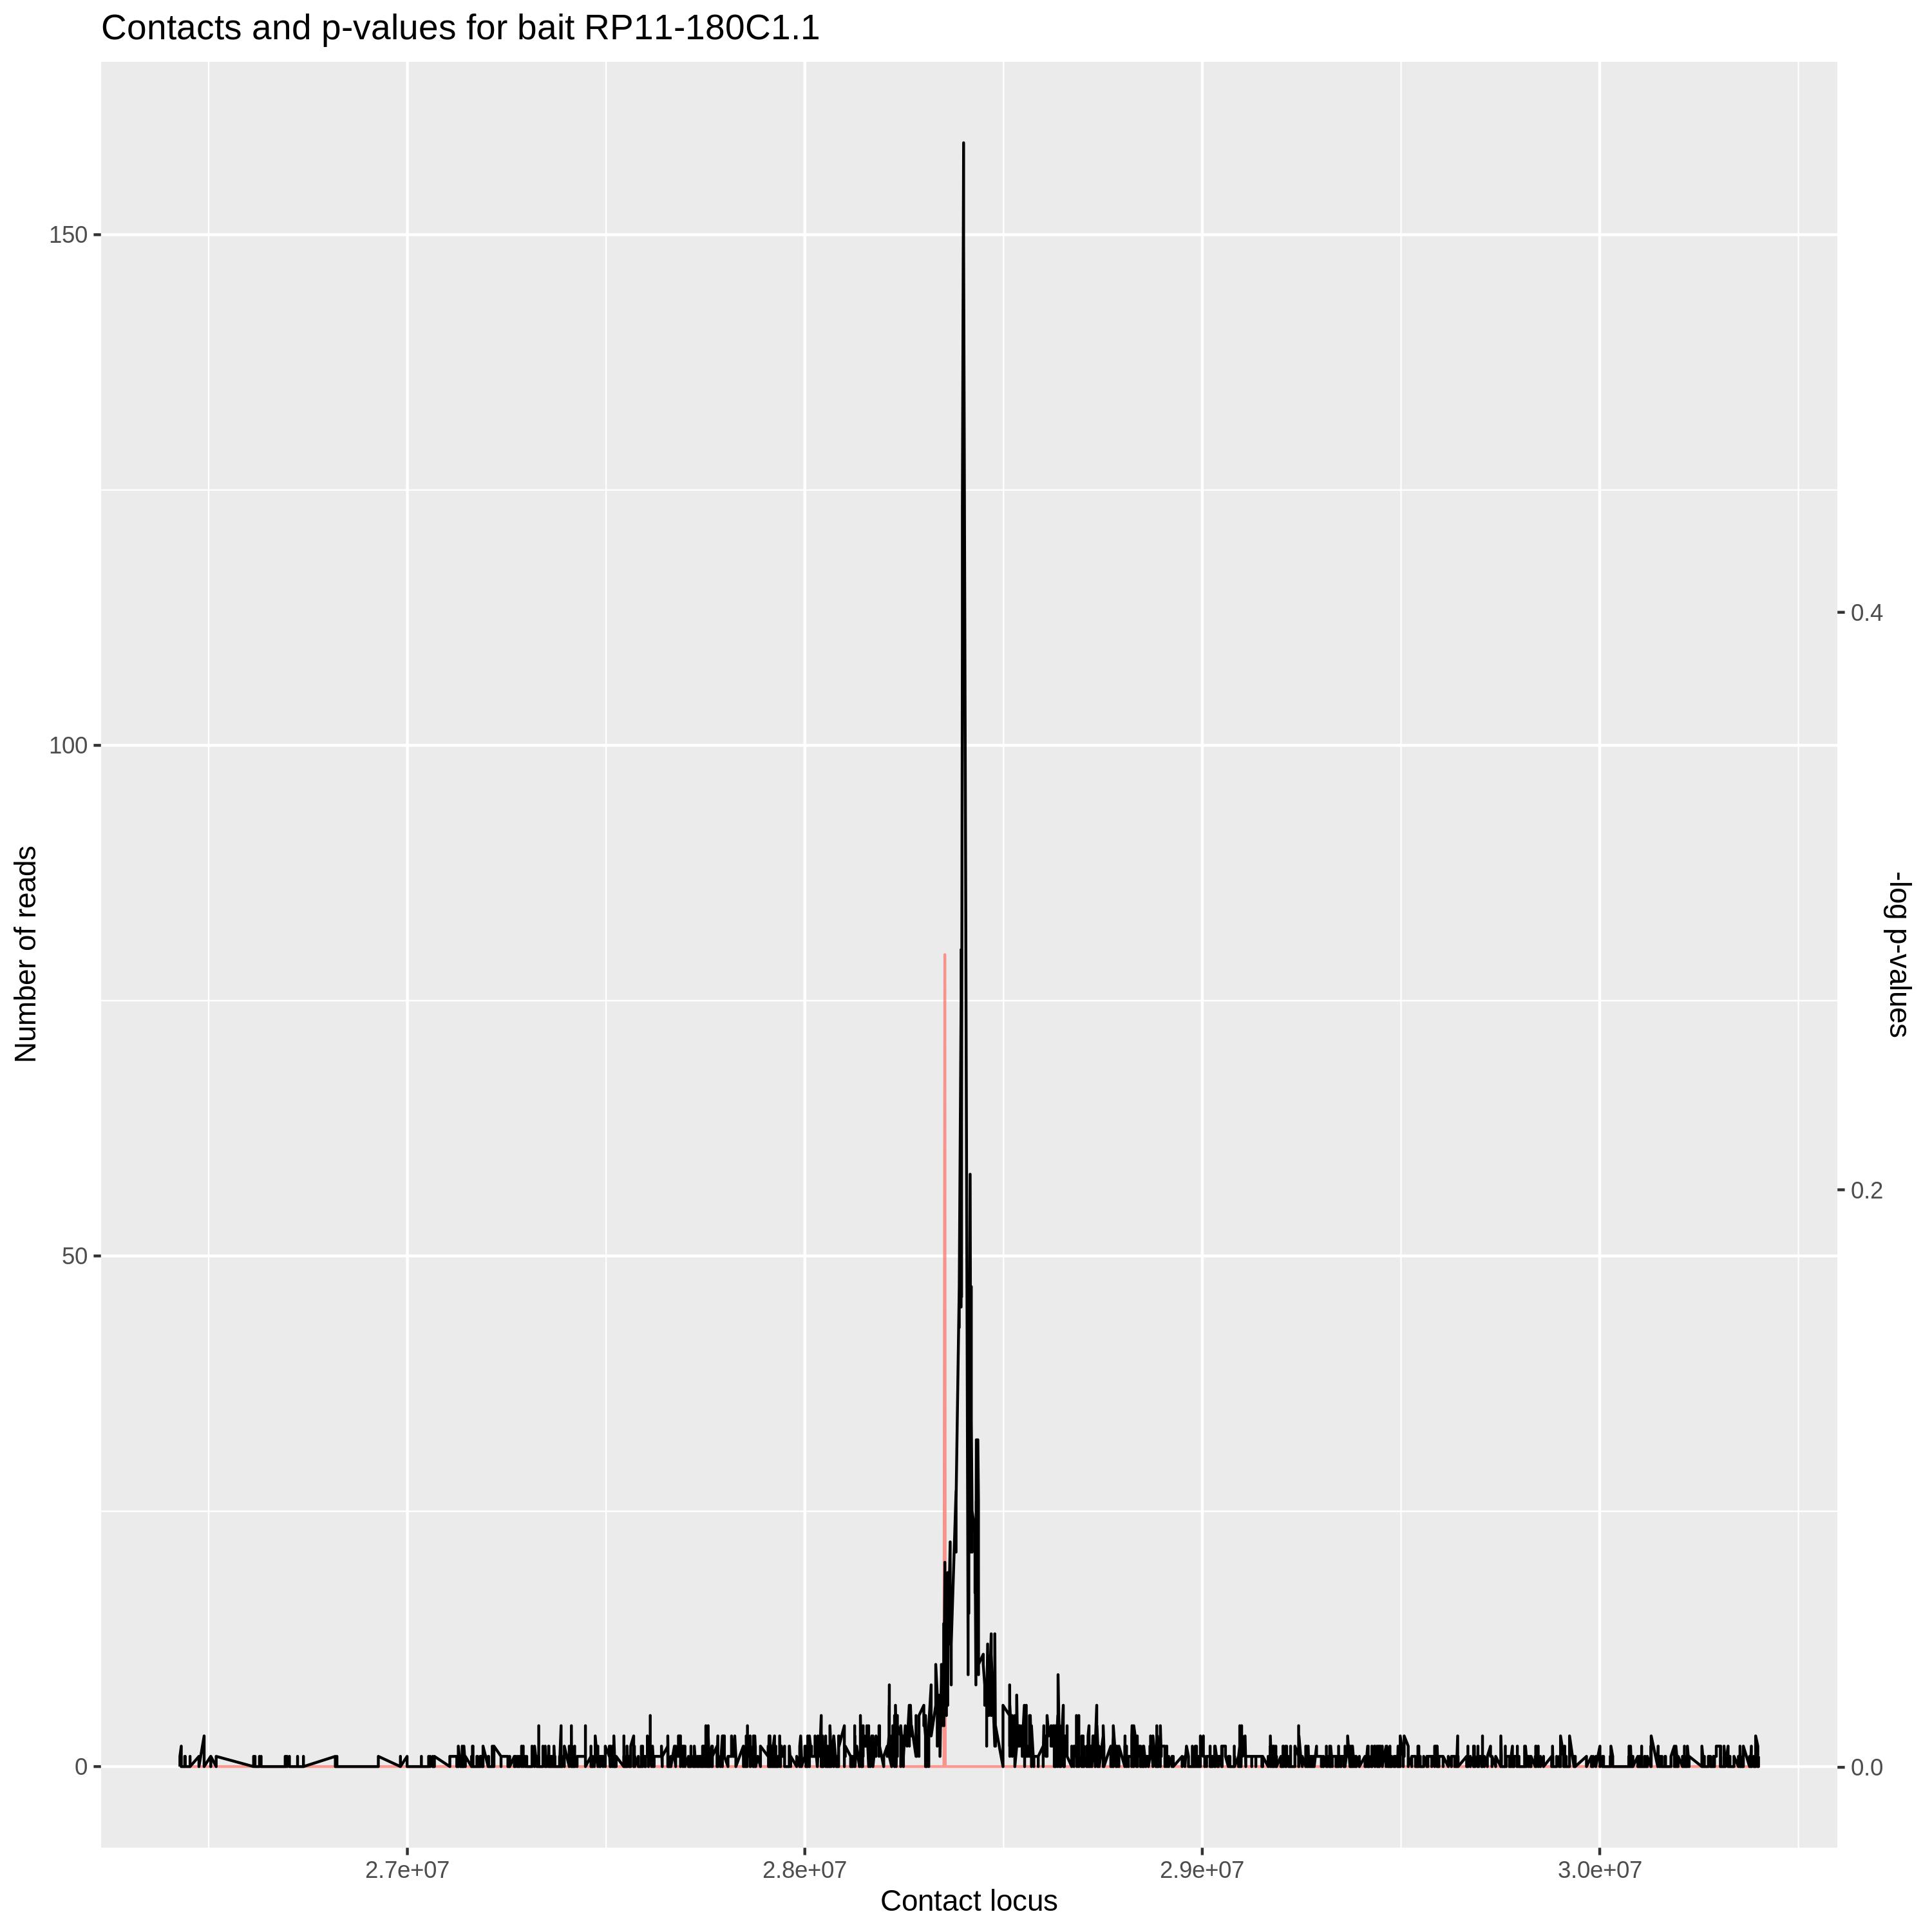 Contacts and p-values for bait RP11-180C1.1
150
100
50
0
Number of reads
0.4
0.2
0.0
-log p-values
2.7e+07
2.8e+07
2.9e+07
3.0e+07
Contact locus